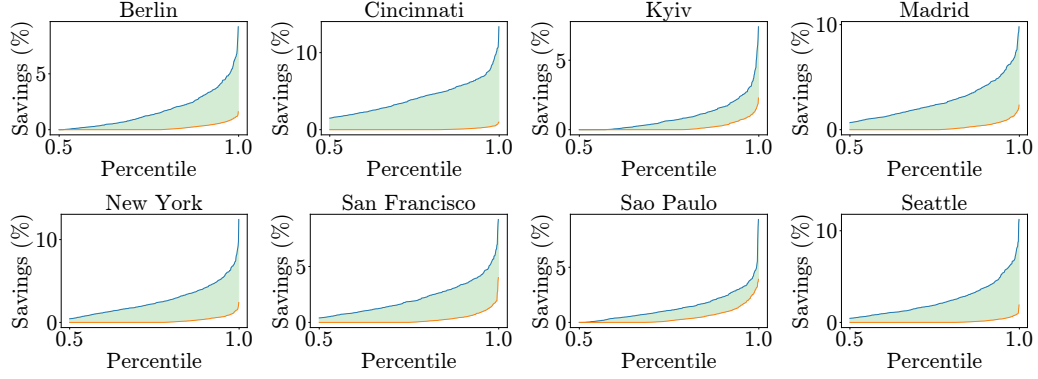 Berlin
Savings (%)
5
0
0.5
1.0
Percentile
Cincinnati
Savings (%)
10
0
0.5
1.0
Percentile
Kyiv
Savings (%)
5
0
0.5
1.0
Percentile
Madrid
Savings (%)
10
0
0.5
1.0
Percentile
New York
Savings (%)
10
0
0.5
1.0
Percentile
San Francisco
Savings (%)
5
0
0.5
1.0
Percentile
Sao Paulo
Savings (%)
5
0
0.5
1.0
Percentile
Seattle
Savings (%)
10
0
0.5
1.0
Percentile